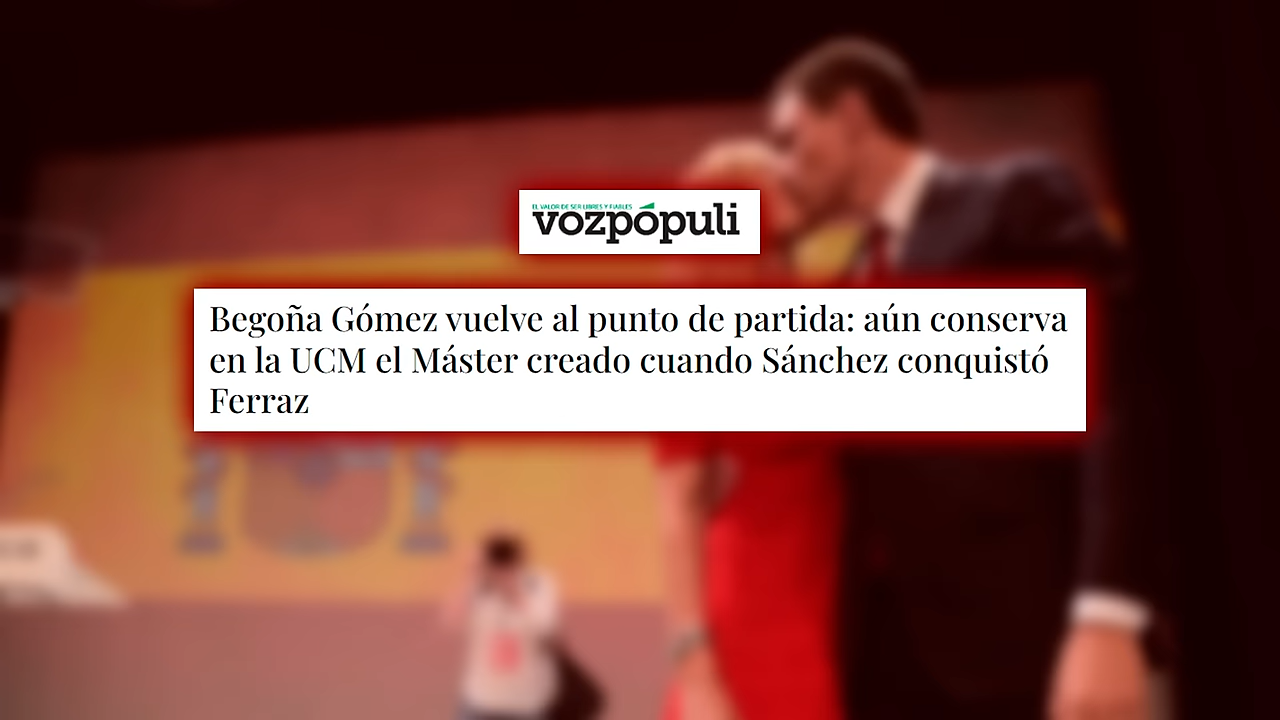 EL VALOR DE SER LIBRES Y FIABLES
vozpópuli
Begoña Gómez vuelve al punto de partida: aún conserva
en la UCM el Máster creado cuando Sánchez conquistó
Ferraz